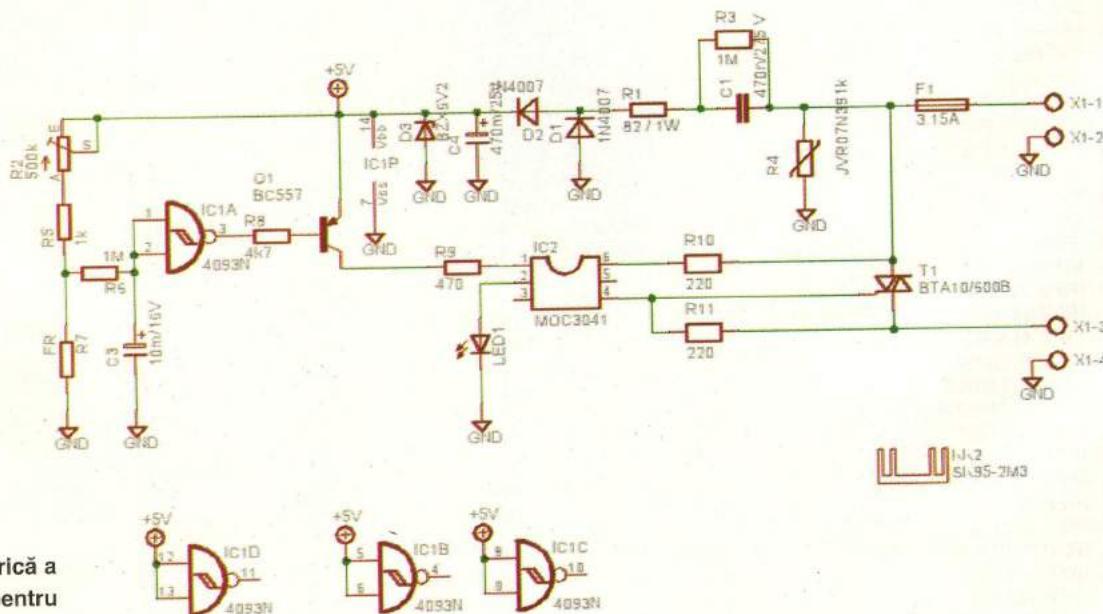 R3
1M
C1
470n/275V
+5V
1N4007
R1
82 / 1W
F1
3.15A
X1-1
X1-2
GND
E
S
A
R2
500k
14
Vdd
IC1P
Vss
7
GND
D3
C4
470m/25V
GND
GND
D2
D1
1N4007
GND
R4
JVR07N391k
GND
Q1
BC557
1
2
IC1A
3
4093N
R8
4k7
1k
1M
R6
FR
R7
C3
10m/16V
GND
GND
R9
470
IC2
1
2
3
6
5
4
MOC3041
R10
220
R11
220
T1
BTA10/600B
LED1
GND
X1-3
X1-4
GND
+5V
12
13
IC1D
11
4093N
+5V
5
6
IC1B
4
4093N
+5V
8
9
IC1C
10
4093N
rică a
entru